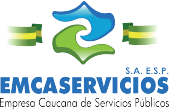 S.A. E.S.P.
EMCASERVICIOS
Empresa Caucana de Servicios Públicos